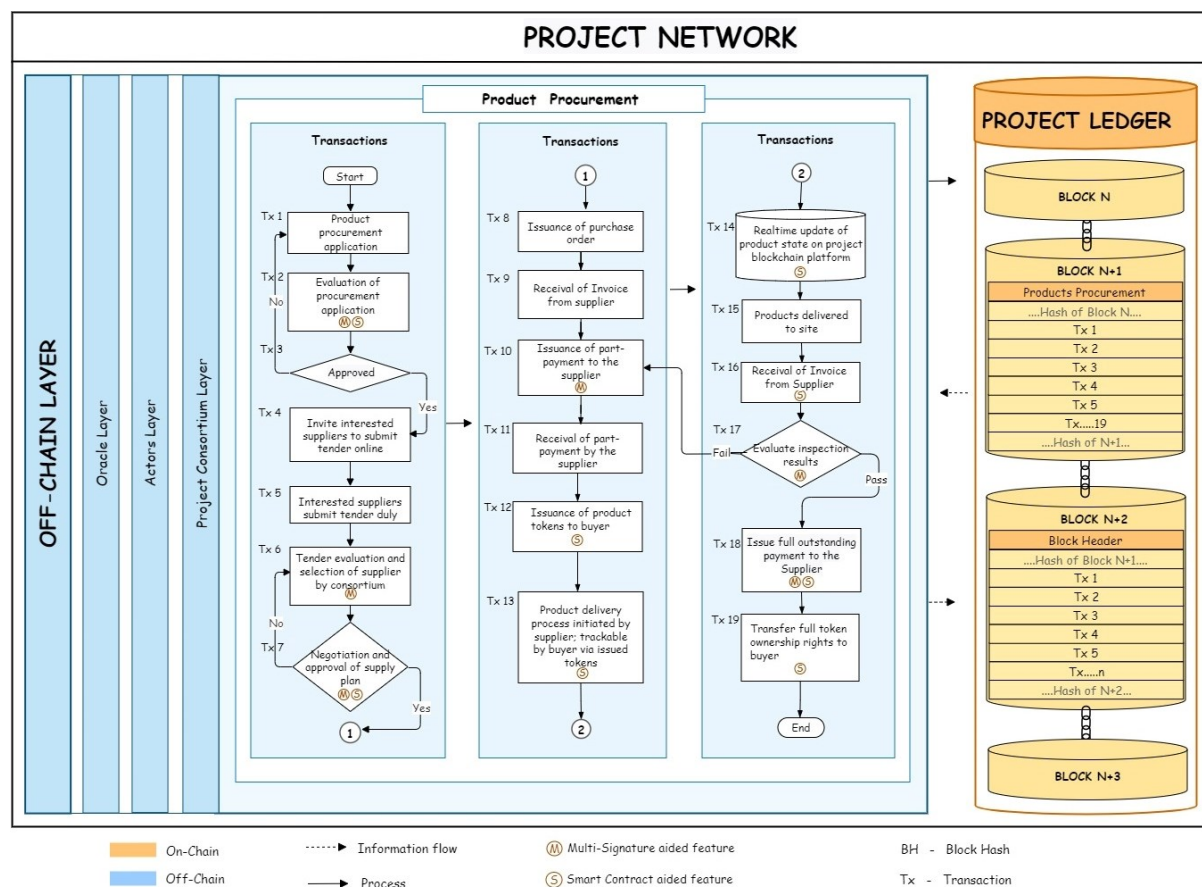 PROJECT NETWORK
OFF-CHAIN LAYER
Oracle Layer
Actors Layer
Project Consortium Layer
Product Procurement
Transactions
Start
Tx 1
Product
procurement
application
Tx 2
Evaluation of
procurement
application
M S
No
Tx 3
Approved
Yes
Tx 4
Invite interested
suppliers to submit
tender online
Tx 5
Interested suppliers
submit tender duly
Tx 6
Tender evaluation and
selection of supplier
by consortium
M
No
Tx 7
Negotiation and
approval of supply
plan
M S
Yes
1
Transactions
1
Tx 8
Issuance of purchase
order
Tx 9
Receival of Invoice
from supplier
Tx 10
Issuance of part-
payment to the
supplier
M
Tx 11
Receival of part-
payment by the
supplier
Tx 12
Issuance of product
tokens to buyer
S
Tx 13
Product delivery
process initiated by
supplier; trackable
by buyer via issued
tokens
S
2
Transactions
2
Tx 14
Realtime update of
product state on project
blockchain platform
S
Tx 15
Products delivered
to site
Tx 16
Receival of Invoice
from Supplier
S
Tx 17
Fail
Evaluate inspection
results
M
Pass
Tx 18
Issue full outstanding
payment to the
Supplier
M S
Tx 19
Transfer full token
ownership rights to
buyer
S
End
PROJECT LEDGER
BLOCK N
BLOCK N+1
Products Procurement
....Hash of Block N....
Tx 1
Tx 2
Tx 3
Tx 4
Tx 5
Tx.....19
....Hash of N+1...
BLOCK N+2
Block Header
....Hash of Block N+1....
Tx 1
Tx 2
Tx 3
Tx 4
Tx 5
Tx.....n
....Hash of N+2...
BLOCK N+3
On-Chain
Information flow
M Multi-Signature aided feature
BH - Block Hash
Off-Chain
Process
S Smart Contract aided feature
Tx - Transaction